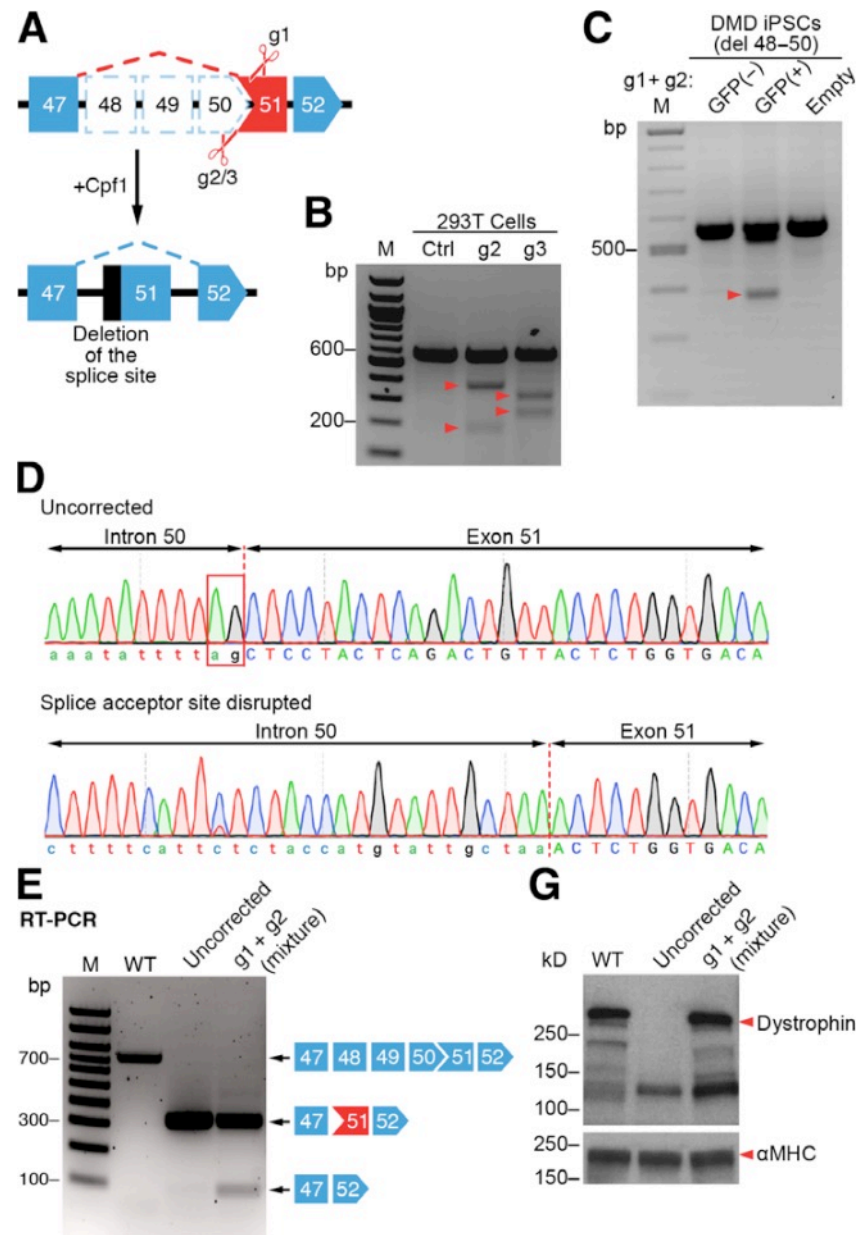 A
g1
47 48 49 50 51 52
g2/3
+Cpf1
47 51 52
Deletion
of the
splice site
B
293T Cells
M Ctrl g2 g3
bp
600
200
C
DMD iPSCs
(del 48–50)
g1 + g2: GFP(-) GFP(+) Empty
M
bp
500
D
Uncorrected
Intron 50 Exon 51
a a a t a t t t t a g C T C C T A C T C A G A C T G T T A C T C T G G T G A C A
Splice acceptor site disrupted
Intron 50 Exon 51
c t t t t c a t t c t c t a c c a t g t a t t g c t a a A C T C T G G T G A C A
E
RT-PCR
M WT Uncorrected g1 + g2 (mixture)
bp
700
300
100
47 48 49 50 51 52
47 51 52
47 52
G
kD WT Uncorrected g1 + g2 (mixture)
250
150
100
Dystrophin
250
150
αMHC